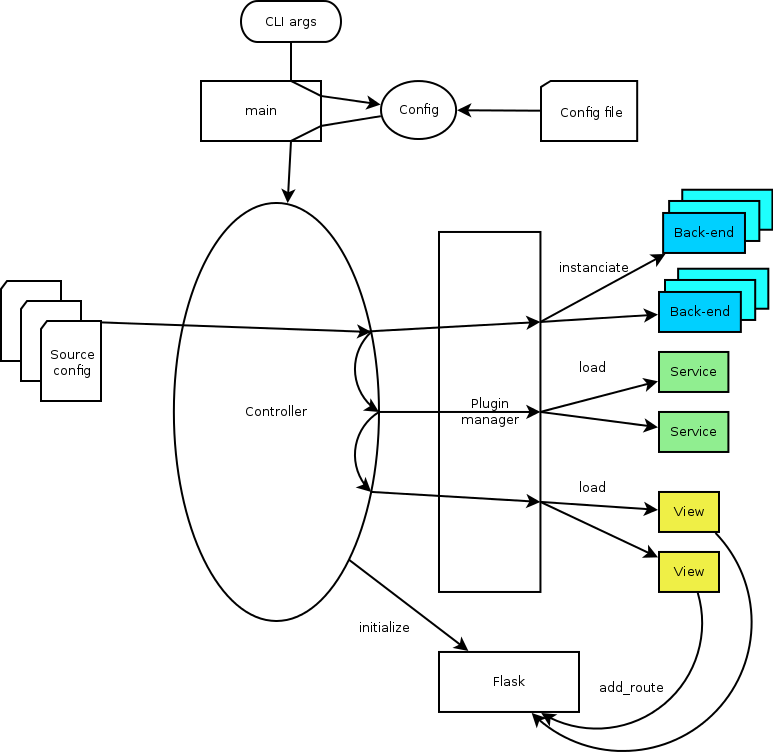 CLI args
main
Config
Config file
Back-end
instanciate
Back-end
Source
config
load
Service
Controller
Plugin
manager
Service
load
View
View
initialize
Flask
add_route